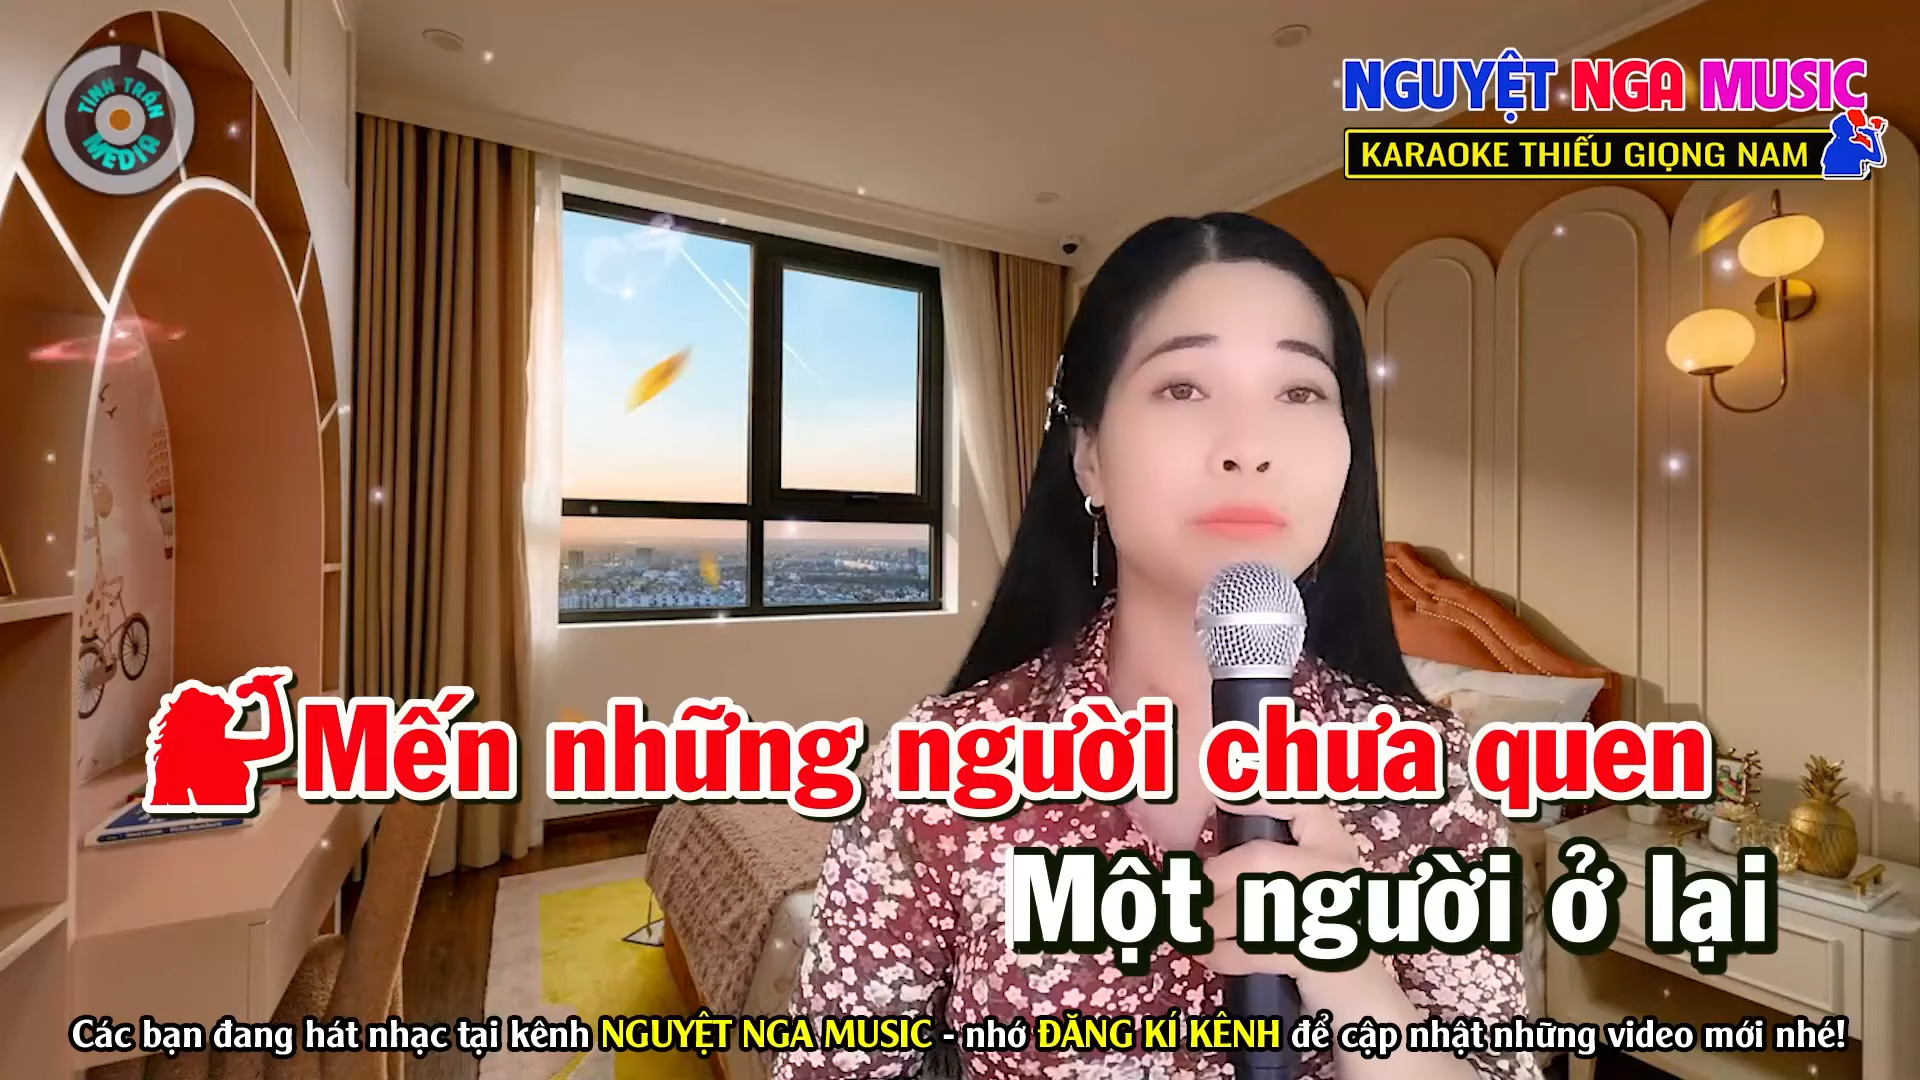 TÌNH TRẦN
MEDIA
NGUYỆT NGA MUSIC
KARAOKE THIẾU GIỌNG NAM
Mến những người chưa quen
Một người ở lại
Các bạn đang hát nhạc tại kênh NGUYỆT NGA MUSIC - nhớ ĐĂNG KÍ KÊNH để cập nhật những video mới nhé!